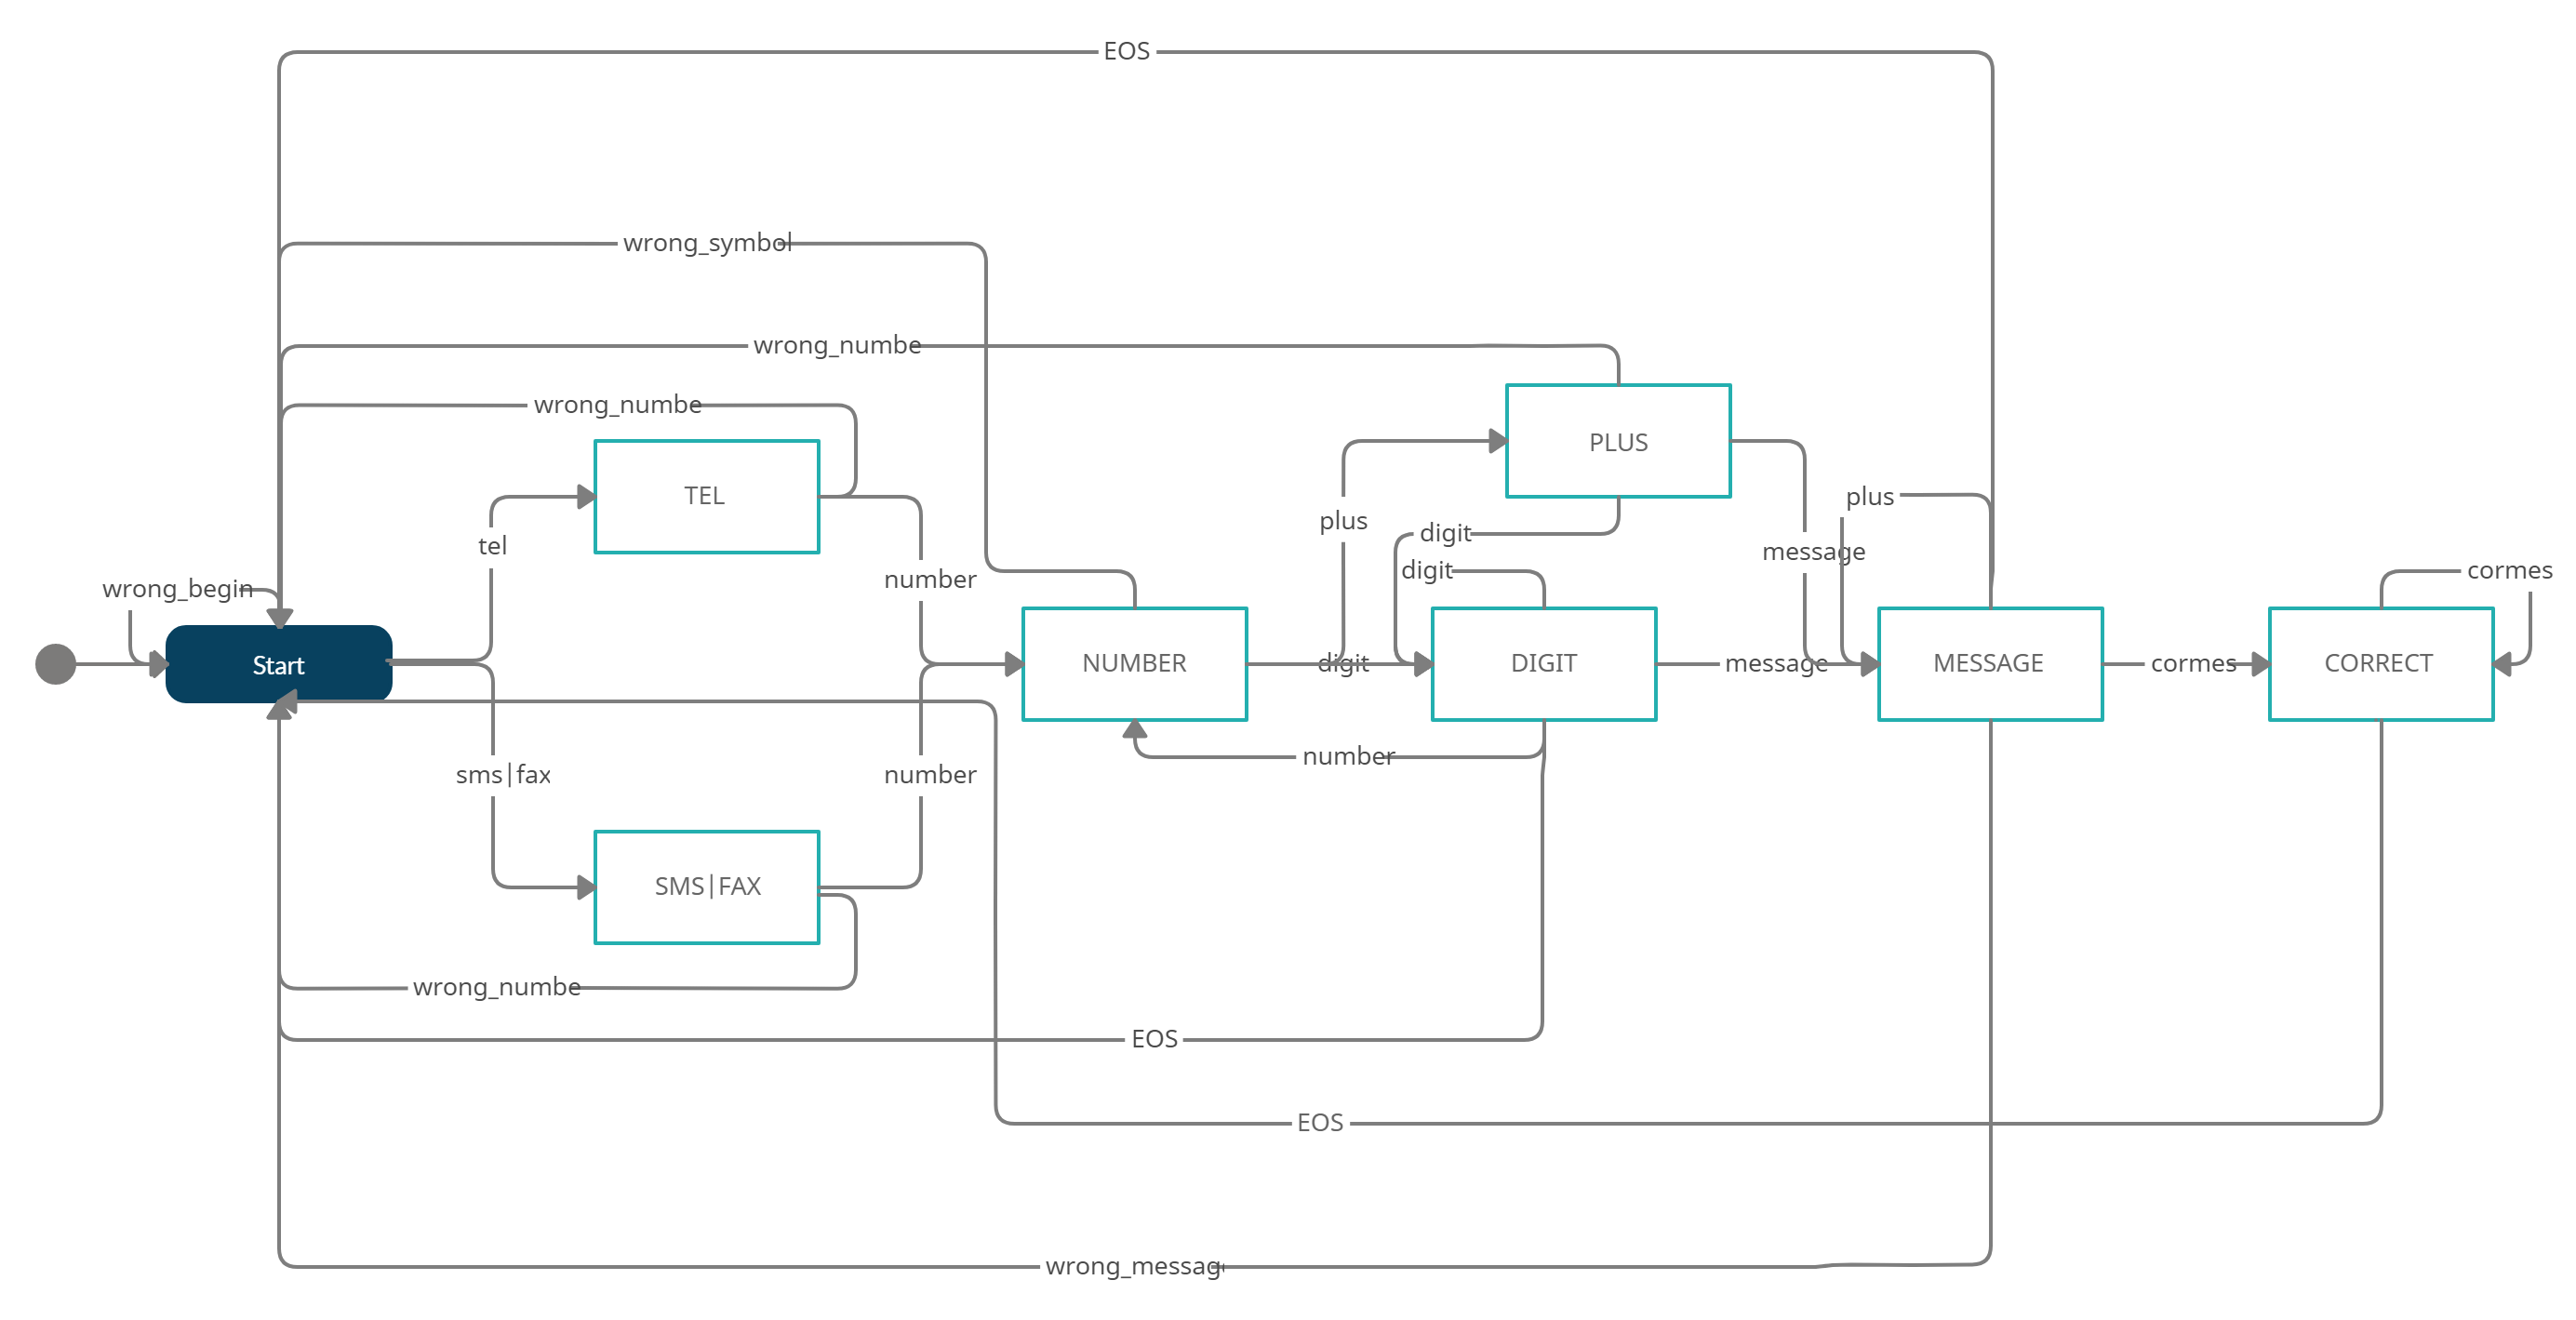 EOS
wrong_symbol
wrong_numbe
wrong_numbe
PLUS
TEL
plus
plus
digit
tel
message
digit
number
cormes
wrong_begin
Start
NUMBER
digit
DIGIT
message
MESSAGE
cormes
CORRECT
number
sms|fax
number
SMS|FAX
wrong_numbe
EOS
EOS
wrong_messag